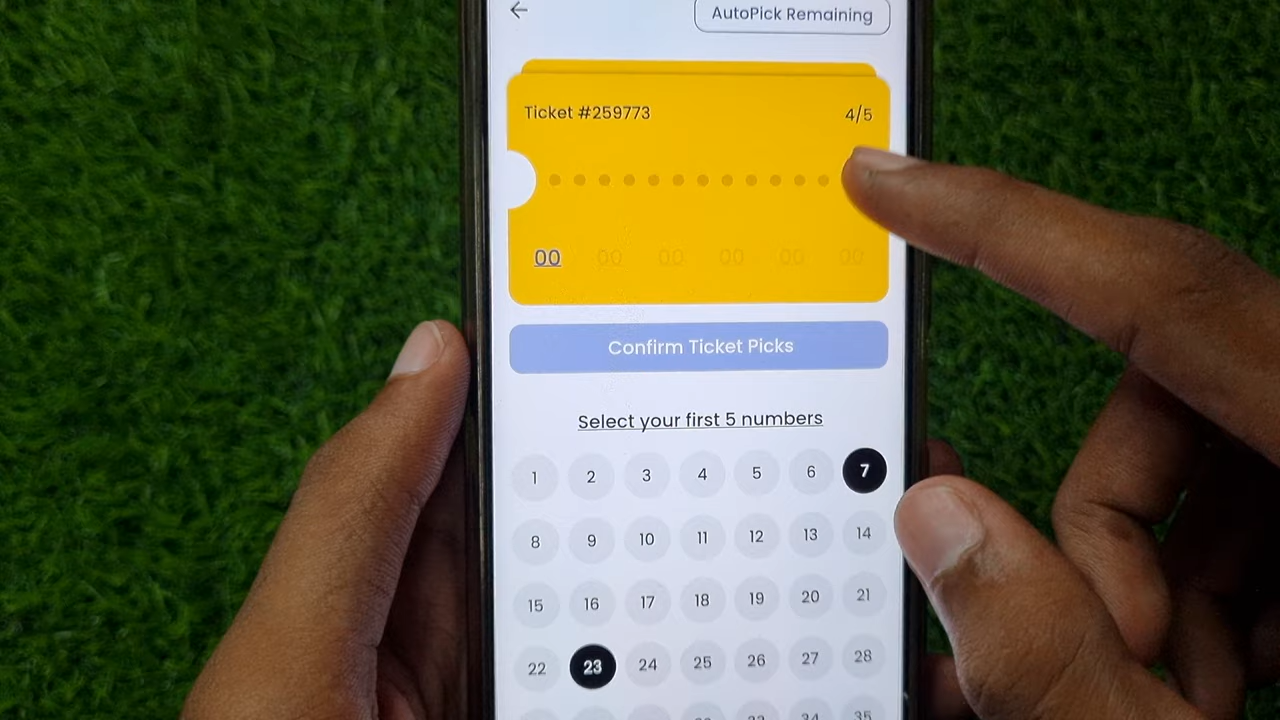 AutoPick Remaining
Ticket #259773 4/5
00 00 00 00 00 00
Confirm Ticket Picks
Select your first 5 numbers
1 2 3 4 5 6 7
8 9 10 11 12 13 14
15 16 17 18 19 20 21
22 23 24 25 26 27 28
33 34 35